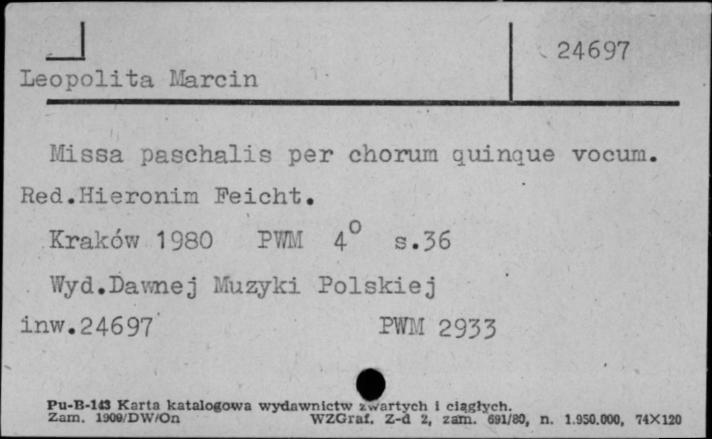 24697
Leopolita Marcin
Missa paschalis per chorum quinque vocum.
Red.Hieronim Feicht.
Kraków 1980 PWM 4° s.36
Wyd.Dawnej Muzyki Polskiej
inw.24697 PWM 2933
Pu-B-143 Karta katalogowa wydawnictw zwartych i ciągłych.
Zam. 1909/DW/On WZGraf. Z-d 2, zam. 691/80, n. 1.950.000, 74X120